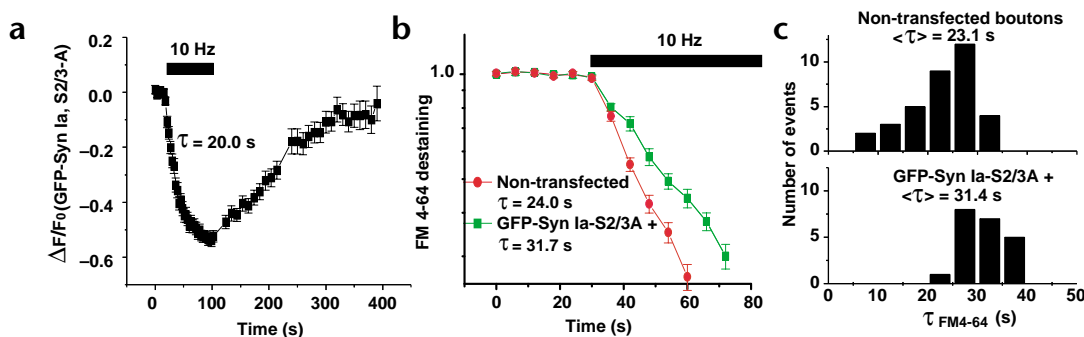 a
10 Hz
0.2
0.0
−0.2
−0.4
−0.6
ΔF/F0(GFP-Syn Ia, S2/3-A)
τ = 20.0 s
0 100 200 300 400
Time (s)
b
10 Hz
1.0
FM 4-64 destaining
Non-transfected
τ = 24.0 s
GFP-Syn Ia-S2/3A +
τ = 31.7 s
0 20 40 60 80
Time (s)
c
Non-transfected boutons
<τ> = 23.1 s
10
5
0
Number of events
GFP-Syn Ia-S2/3A +
<τ> = 31.4 s
10
5
0
0 10 20 30 40 50
τ FM4-64 (s)